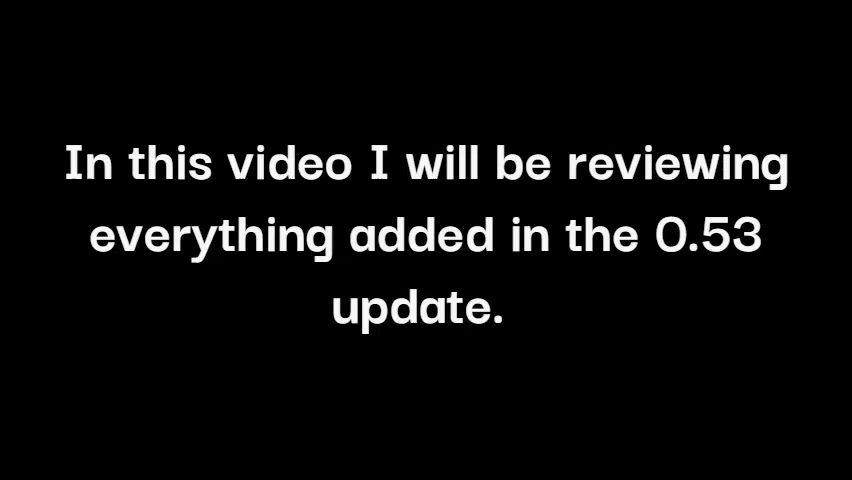 In this video I will be reviewing
everything added in the 0.53
update.